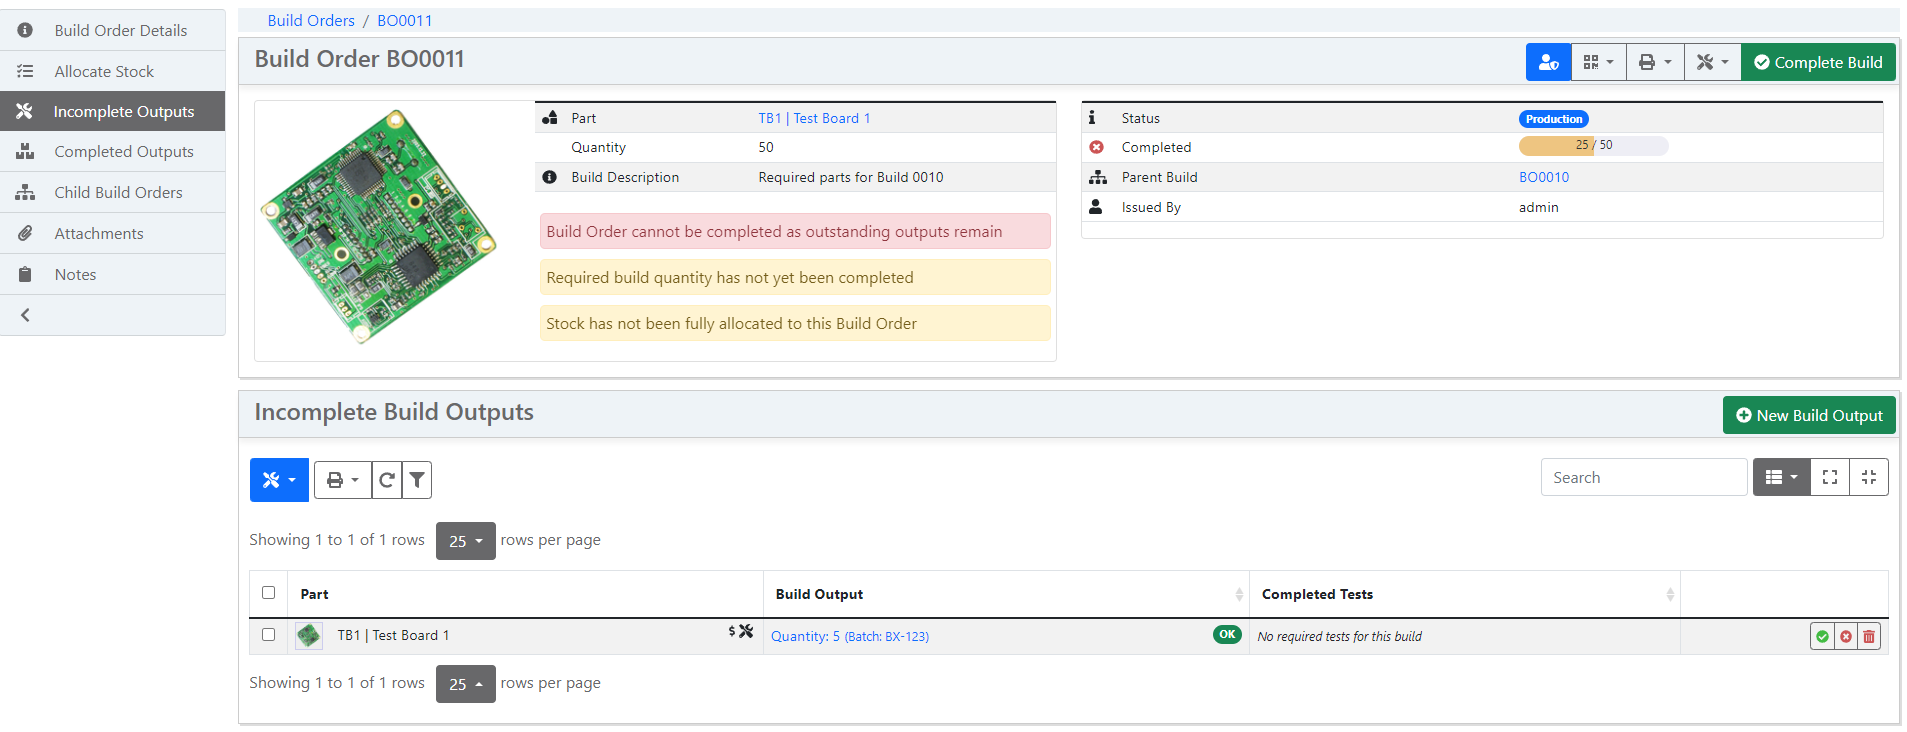 Build Order Details
Allocate Stock
Incomplete Outputs
Completed Outputs
Child Build Orders
Attachments
Notes
Build Orders / BO0011
Build Order BO0011
Complete Build
Part TB1 | Test Board 1
Quantity 50
Build Description Required parts for Build 0010
Build Order cannot be completed as outstanding outputs remain
Required build quantity has not yet been completed
Stock has not been fully allocated to this Build Order
Status Production
Completed 25 / 50
Parent Build BO0010
Issued By admin
Incomplete Build Outputs
New Build Output
Search
Showing 1 to 1 of 1 rows 25 rows per page
Part Build Output Completed Tests
TB1 | Test Board 1 $ Quantity: 5 (Batch: BX-123) OK No required tests for this build
Showing 1 to 1 of 1 rows 25 rows per page